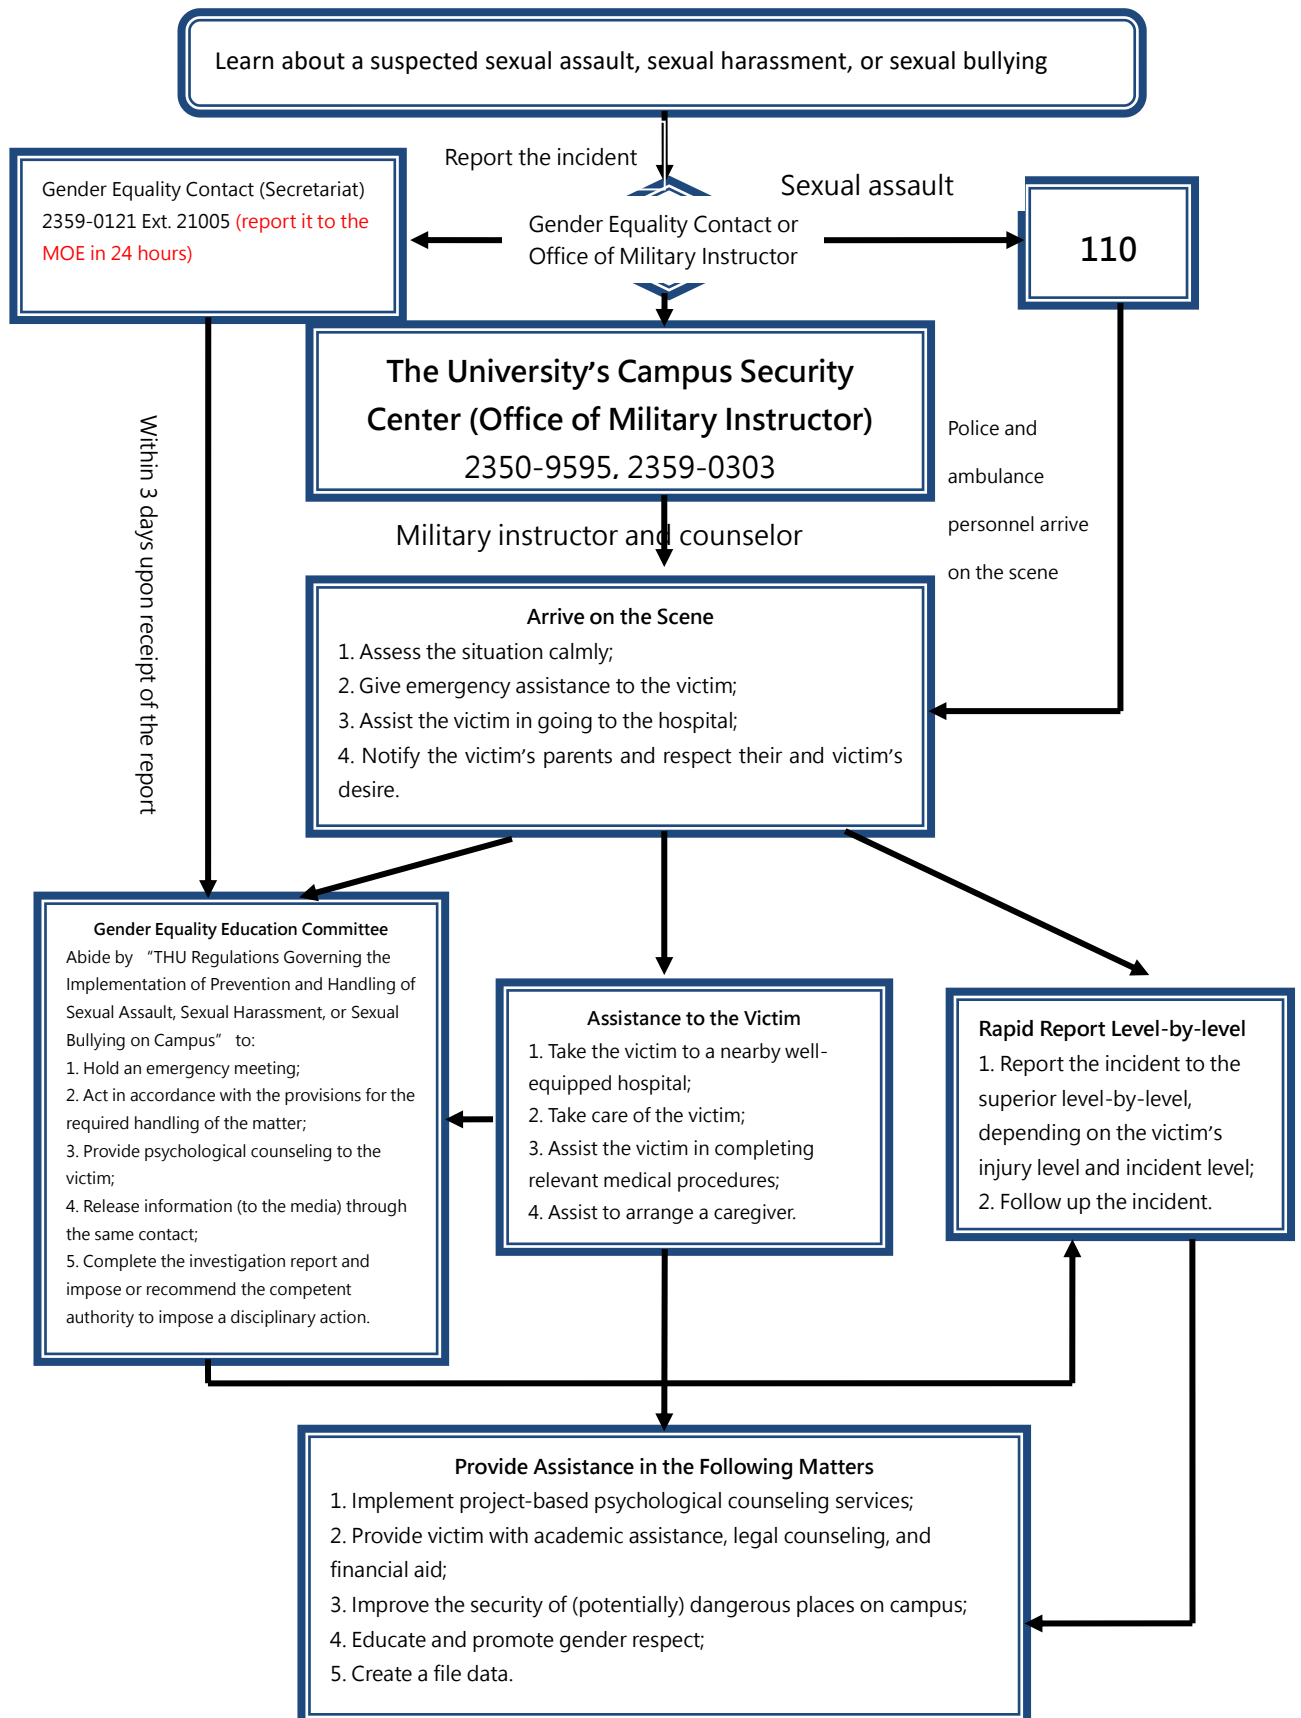 Learn about a suspected sexual assault, sexual harassment, or sexual bullying
Report the incident
Gender Equality Contact (Secretariat)
2359-0121 Ext. 21005 (report it to the
MOE in 24 hours)
Sexual assault
Gender Equality Contact or
Office of Military Instructor
110
The University’s Campus Security
Center (Office of Military Instructor)
2350-9595, 2359-0303
Within 3 days upon receipt of the report
Police and
ambulance
personnel arrive
on the scene
Military instructor and counselor
Arrive on the Scene
1. Assess the situation calmly;
2. Give emergency assistance to the victim;
3. Assist the victim in going to the hospital;
4. Notify the victim’s parents and respect their and victim’s
desire.
Gender Equality Education Committee
Abide by “THU Regulations Governing the
Implementation of Prevention and Handling of
Sexual Assault, Sexual Harassment, or Sexual
Bullying on Campus” to:
1. Hold an emergency meeting;
2. Act in accordance with the provisions for the
required handling of the matter;
3. Provide psychological counseling to the
victim;
4. Release information (to the media) through
the same contact;
5. Complete the investigation report and
impose or recommend the competent
authority to impose a disciplinary action.
Assistance to the Victim
1. Take the victim to a nearby well-
equipped hospital;
2. Take care of the victim;
3. Assist the victim in completing
relevant medical procedures;
4. Assist to arrange a caregiver.
Rapid Report Level-by-level
1. Report the incident to the
superior level-by-level,
depending on the victim’s
injury level and incident level;
2. Follow up the incident.
Provide Assistance in the Following Matters
1. Implement project-based psychological counseling services;
2. Provide victim with academic assistance, legal counseling, and
financial aid;
3. Improve the security of (potentially) dangerous places on campus;
4. Educate and promote gender respect;
5. Create a file data.